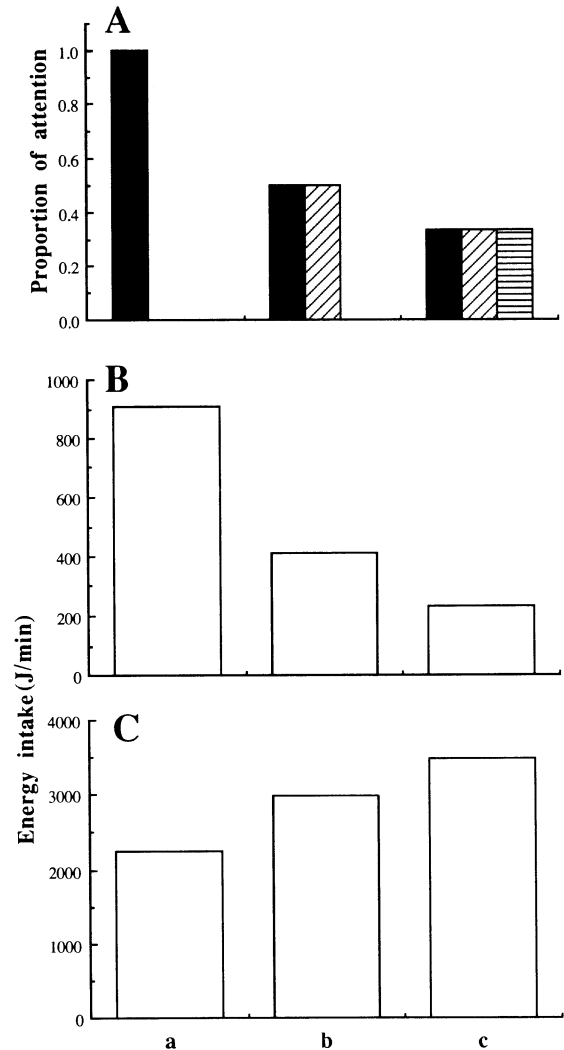 A
Proportion of attention
1.0
0.8
0.6
0.4
0.2
0.0
B
Energy intake (J/min)
1000
800
600
400
200
0
C
4000
3000
2000
1000
0
a b c